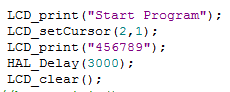 LCD_print("Start Program");
LCD_setCursor(2,1);
LCD_print("456789");
HAL_Delay(3000);
LCD_clear();